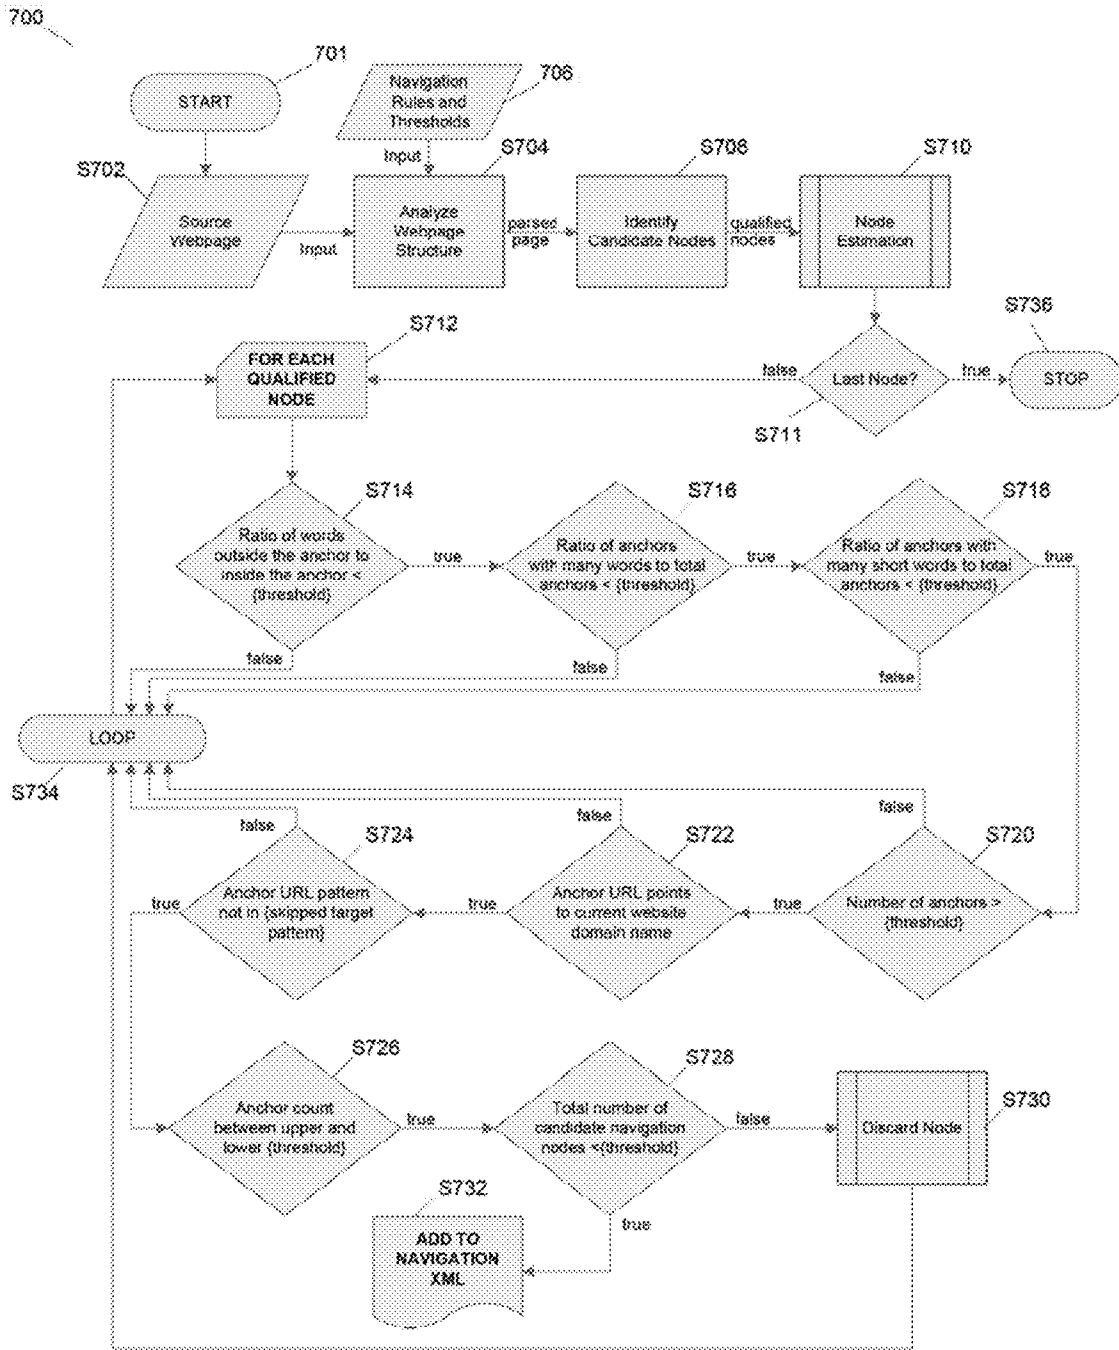 700
701
START
706
Navigation
Rules and
Thresholds
Input
S702
Source
Webpage
Input
S704
Analyze
Webpage
Structure
parsed
page
S708
Identify
Candidate Nodes
qualified
nodes
S710
Node
Estimation
S712
FOR EACH
QUALIFIED
NODE
false
Last Node?
S711
true
S736
STOP
S714
Ratio of words
outside the anchor to
inside the anchor <
{threshold}
true
false
S716
Ratio of anchors
with many words to total
anchors < {threshold}
true
false
S718
Ratio of anchors with
many short words to total
anchors < {threshold}
true
false
LOOP
S734
false
S724
Anchor URL pattern
not in {skipped target
pattern}
true
false
S722
Anchor URL points
to current website
domain name
true
false
S720
Number of anchors >
{threshold}
true
S726
Anchor count
between upper and
lower {threshold}
true
S728
Total number of
candidate navigation
nodes <{threshold}
false
true
S730
Discard Node
S732
ADD TO
NAVIGATION
XML